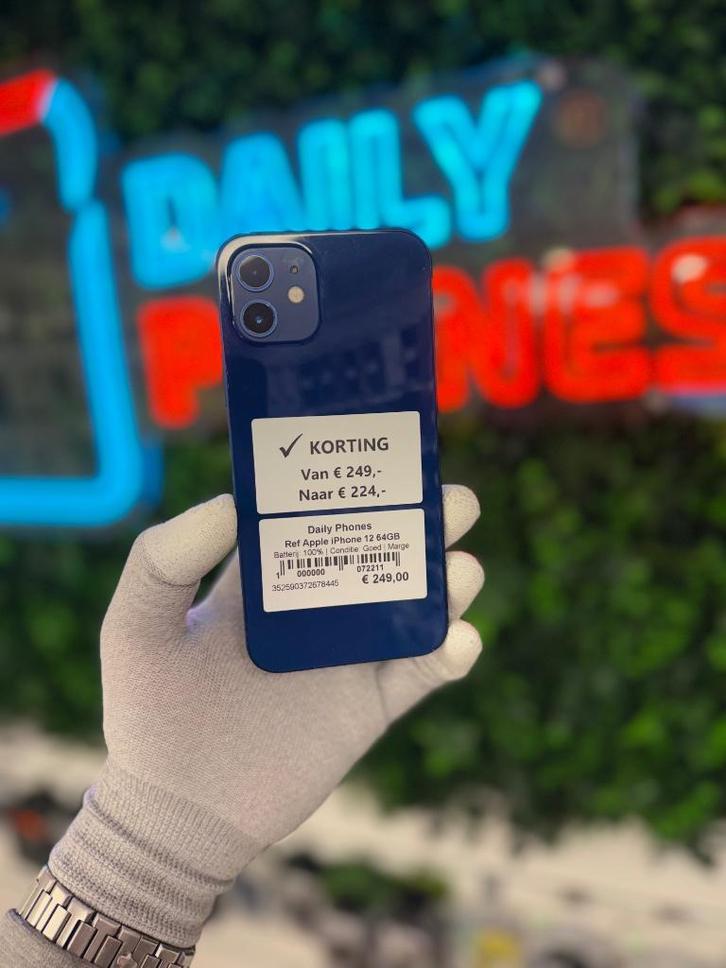 DAILY
PHONES
✓ KORTING
Van € 249,-
Naar € 224,-
Daily Phones
Ref Apple iPhone 12 64GB
Batterij: 100% | Conditie: Goed | Marge
1 000000 072211
352590372678445 € 249,00